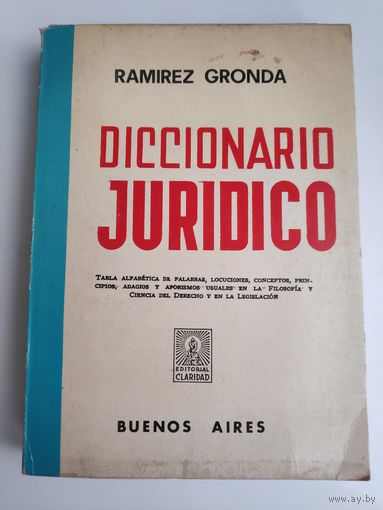 RAMIREZ GRONDA
DICCIONARIO
JURIDICO
TABLA ALFABÉTICA DE PALABRAS, LOCUCIONES, CONCEPTOS, PRIN-
CIPIOS, ADAGIOS Y AFORISMOS USUALES EN LA FILOSOFÍA Y
CIENCIA DEL DERECHO Y EN LA LEGISLACIÓN
EDITORIAL
CLARIDAD
BUENOS AIRES
www.ay.by